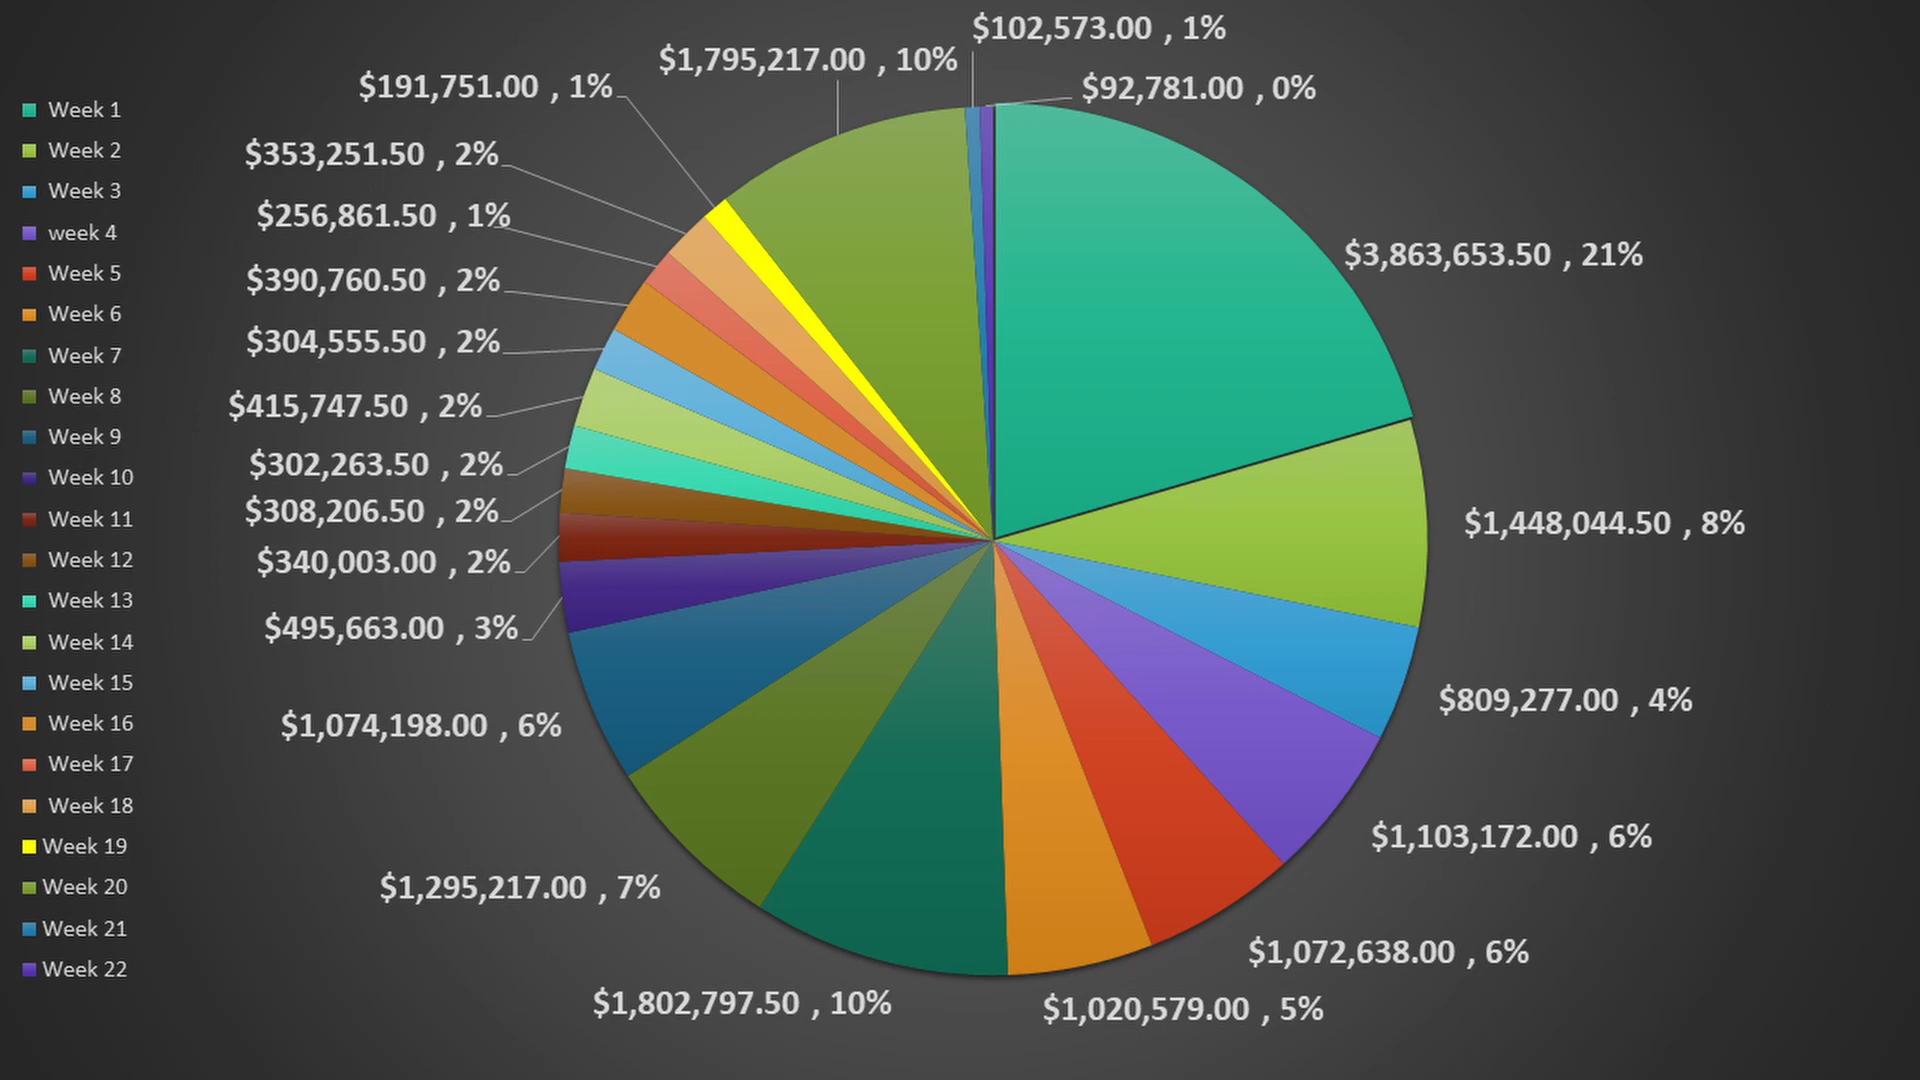 Week 1
Week 2
Week 3
week 4
Week 5
Week 6
Week 7
Week 8
Week 9
Week 10
Week 11
Week 12
Week 13
Week 14
Week 15
Week 16
Week 17
Week 18
Week 19
Week 20
Week 21
Week 22
$3,863,653.50 , 21%
$1,448,044.50 , 8%
$809,277.00 , 4%
$1,103,172.00 , 6%
$1,072,638.00 , 6%
$1,020,579.00 , 5%
$1,802,797.50 , 10%
$1,295,217.00 , 7%
$1,074,198.00 , 6%
$495,663.00 , 3%
$340,003.00 , 2%
$308,206.50 , 2%
$302,263.50 , 2%
$415,747.50 , 2%
$304,555.50 , 2%
$390,760.50 , 2%
$256,861.50 , 1%
$353,251.50 , 2%
$191,751.00 , 1%
$1,795,217.00 , 10%
$102,573.00 , 1%
$92,781.00 , 0%